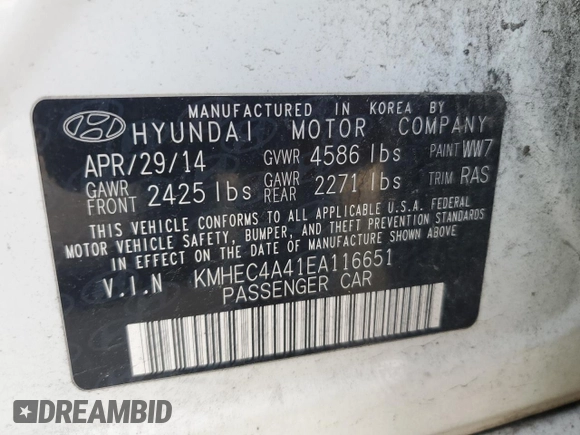 MANUFACTURED IN KOREA BY
HYUNDAI MOTOR COMPANY
APR/29/14 GVWR 4586 lbs PAINT WW7
GAWR FRONT 2425 lbs GAWR REAR 2271 lbs TRIM RAS
THIS VEHICLE CONFORMS TO ALL APPLICABLE U.S.A. FEDERAL
MOTOR VEHICLE SAFETY, BUMPER, AND THEFT PREVENTION STANDARDS
IN EFFECT ON THE DATE OF MANUFACTURE SHOWN ABOVE.
V.I.N KMHEC4A41EA116651
PASSENGER CAR
DREAMBID